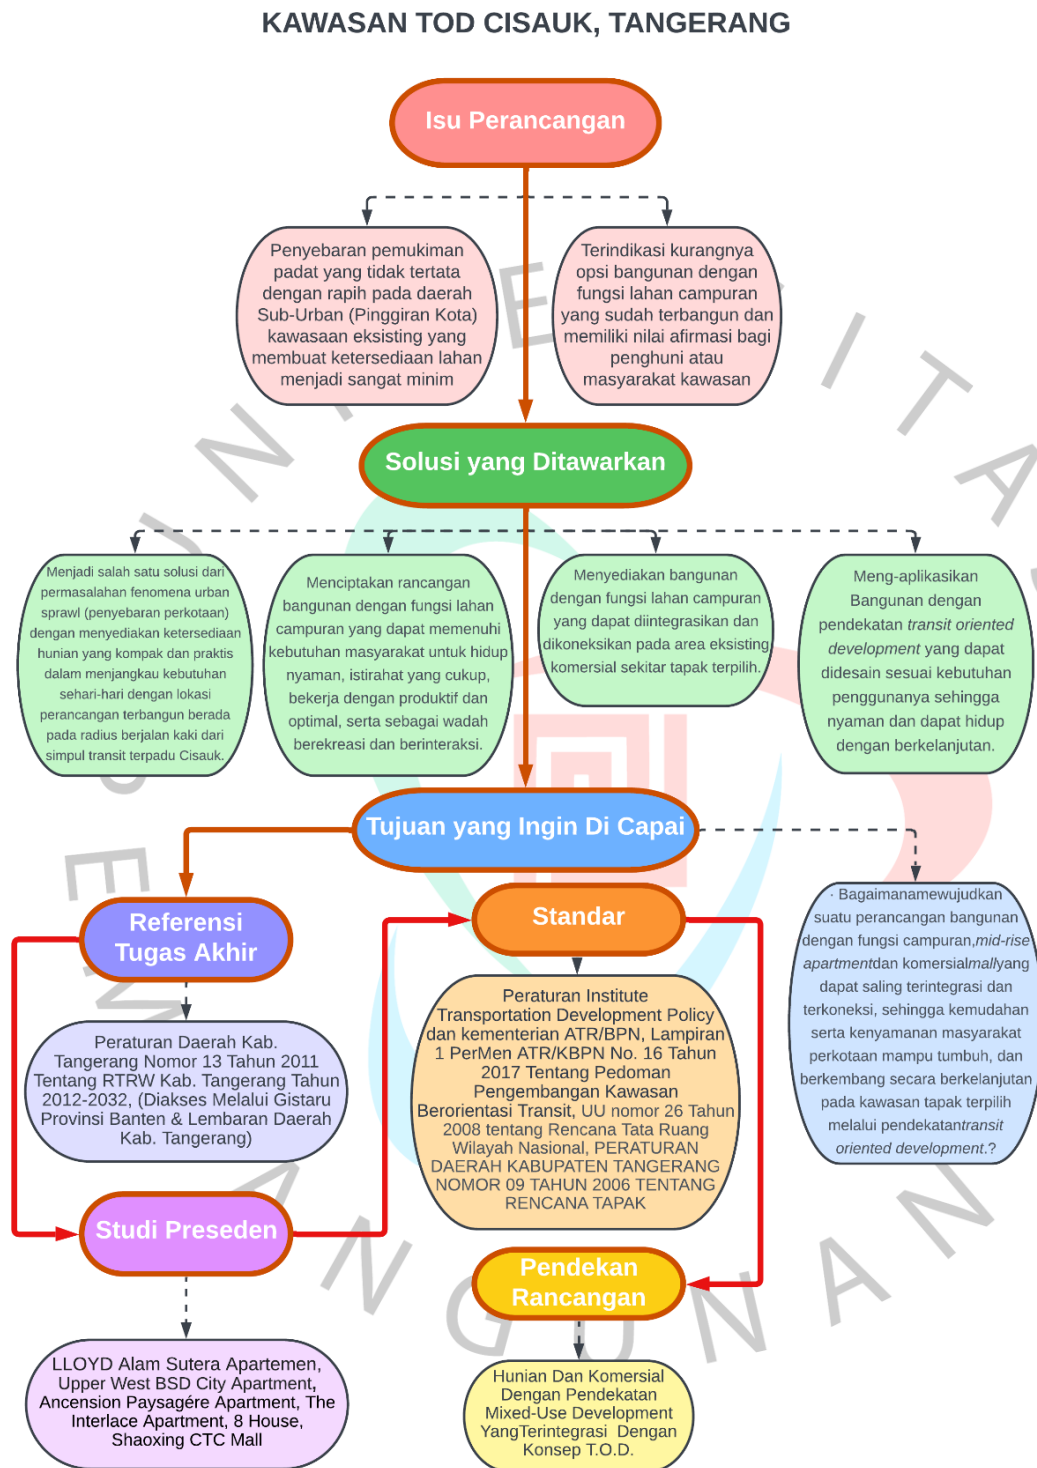 KAWASAN TOD CISAUK, TANGERANG
Isu Perancangan
Penyebaran pemukiman
padat yang tidak tertata
dengan rapih pada daerah
Sub-Urban (Pinggiran Kota)
kawasaan eksisting yang
membuat ketersediaan lahan
menjadi sangat minim
Terindikasi kurangnya
opsi bangunan dengan
fungsi lahan campuran
yang sudah terbangun dan
memiliki nilai afirmasi bagi
penghuni atau
masyarakat kawasan
Solusi yang Ditawarkan
Menjadi salah satu solusi dari
permasalahan fenomena urban
sprawl (penyebaran perkotaan)
dengan menyediakan ketersediaan
hunian yang kompak dan praktis
dalam menjangkau kebutuhan
sehari-hari dengan lokasi
perancangan terbangun berada
pada radius berjalan kaki dari
simpul transit terpadu Cisauk.
Menciptakan rancangan
bangunan dengan fungsi lahan
campuran yang dapat memenuhi
kebutuhan masyarakat untuk hidup
nyaman, istirahat yang cukup,
bekerja dengan produktif dan
optimal, serta sebagai wadah
berekreasi dan berinteraksi.
Menyediakan bangunan
dengan fungsi lahan campuran
yang dapat diintegrasikan dan
dikoneksikan pada area eksisting
komersial sekitar tapak terpilih.
Meng-aplikasikan
Bangunan dengan
pendekatan transit oriented
development yang dapat
didesain sesuai kebutuhan
penggunanya sehingga
nyaman dan dapat hidup
dengan berkelanjutan.
Tujuan yang Ingin Di Capai
Referensi
Tugas Akhir
Peraturan Daerah Kab.
Tangerang Nomor 13 Tahun 2011
Tentang RTRW Kab. Tangerang Tahun
2012-2032, (Diakses Melalui Gistaru
Provinsi Banten & Lembaran Daerah
Kab. Tangerang)
Studi Preseden
LLOYD Alam Sutera Apartemen,
Upper West BSD City Apartment,
Ancension Paysagére Apartment, The
Interlace Apartment, 8 House,
Shaoxing CTC Mall
Standar
Peraturan Institute
Transportation Development Policy
dan kementerian ATR/BPN, Lampiran
1 PerMen ATR/KBPN No. 16 Tahun
2017 Tentang Pedoman
Pengembangan Kawasan
Berorientasi Transit, UU nomor 26 Tahun
2008 tentang Rencana Tata Ruang
Wilayah Nasional, PERATURAN
DAERAH KABUPATEN TANGERANG
NOMOR 09 TAHUN 2006 TENTANG
RENCANA TAPAK
Pendekan
Rancangan
Hunian Dan Komersial
Dengan Pendekatan
Mixed-Use Development
YangTerintegrasi Dengan
Konsep T.O.D.
· Bagaimanamewujudkan
suatu perancangan bangunan
dengan fungsi campuran,mid-rise
apartmentdan komersialmallyang
dapat saling terintegrasi dan
terkoneksi, sehingga kemudahan
serta kenyamanan masyarakat
perkotaan mampu tumbuh, dan
berkembang secara berkelanjutan
pada kawasan tapak terpilih
melalui pendekatantransit
oriented development.?